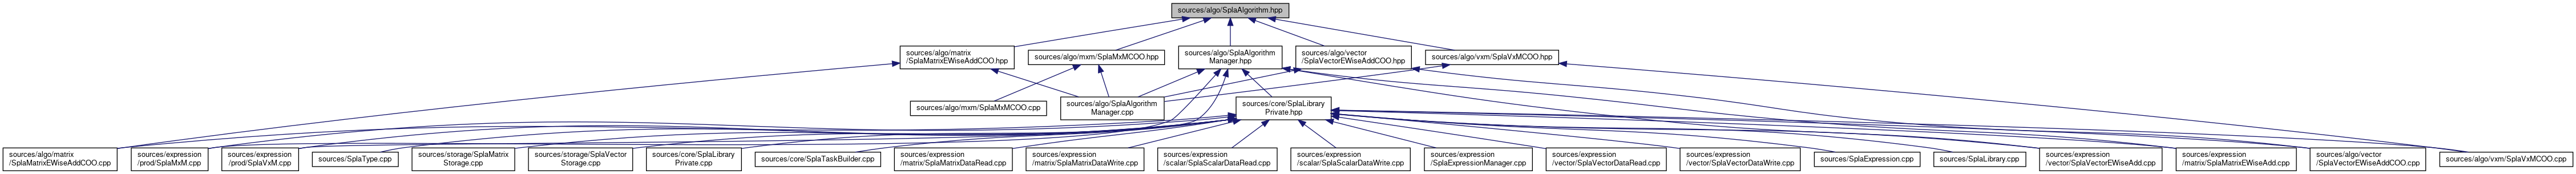 sources/algo/SplaAlgorithm.hpp
sources/algo/matrix
/SplaMatrixEWiseAddCOO.hpp
sources/algo/mxm/SplaMxMCOO.hpp
sources/algo/SplaAlgorithm
Manager.hpp
sources/algo/vector
/SplaVectorEWiseAddCOO.hpp
sources/algo/vxm/SplaVxMCOO.hpp
sources/algo/mxm/SplaMxMCOO.cpp
sources/algo/SplaAlgorithm
Manager.cpp
sources/core/SplaLibrary
Private.hpp
sources/algo/matrix
/SplaMatrixEWiseAddCOO.cpp
sources/expression
/prod/SplaMxM.cpp
sources/expression
/prod/SplaVxM.cpp
sources/SplaType.cpp
sources/storage/SplaMatrix
Storage.cpp
sources/storage/SplaVector
Storage.cpp
sources/core/SplaLibrary
Private.cpp
sources/core/SplaTaskBuilder.cpp
sources/expression
/matrix/SplaMatrixDataRead.cpp
sources/expression
/matrix/SplaMatrixDataWrite.cpp
sources/expression
/scalar/SplaScalarDataRead.cpp
sources/expression
/scalar/SplaScalarDataWrite.cpp
sources/expression
/SplaExpressionManager.cpp
sources/expression
/vector/SplaVectorDataRead.cpp
sources/expression
/vector/SplaVectorDataWrite.cpp
sources/SplaExpression.cpp
sources/SplaLibrary.cpp
sources/expression
/vector/SplaVectorEWiseAdd.cpp
sources/expression
/matrix/SplaMatrixEWiseAdd.cpp
sources/algo/vector
/SplaVectorEWiseAddCOO.cpp
sources/algo/vxm/SplaVxMCOO.cpp